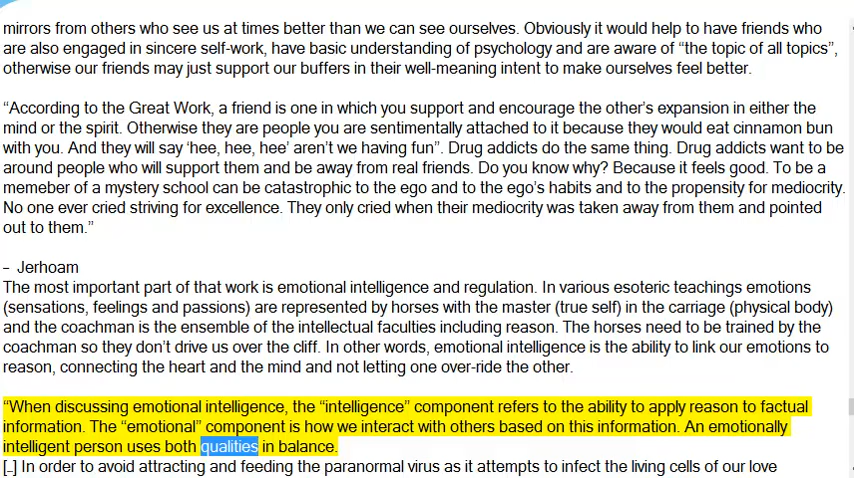 mirrors from others who see us at times better than we can see ourselves. Obviously it would help to have friends who
are also engaged in sincere self-work, have basic understanding of psychology and are aware of “the topic of all topics”,
otherwise our friends may just support our buffers in their well-meaning intent to make ourselves feel better.
“According to the Great Work, a friend is one in which you support and encourage the other’s expansion in either the
mind or the spirit. Otherwise they are people you are sentimentally attached to it because they would eat cinnamon bun
with you. And they will say ‘hee, hee, hee’ aren’t we having fun”. Drug addicts do the same thing. Drug addicts want to be
around people who will support them and be away from real friends. Do you know why? Because it feels good. To be a
memeber of a mystery school can be catastrophic to the ego and to the ego’s habits and to the propensity for mediocrity.
No one ever cried striving for excellence. They only cried when their mediocrity was taken away from them and pointed
out to them.”
– Jerhoam
The most important part of that work is emotional intelligence and regulation. In various esoteric teachings emotions
(sensations, feelings and passions) are represented by horses with the master (true self) in the carriage (physical body)
and the coachman is the ensemble of the intellectual faculties including reason. The horses need to be trained by the
coachman so they don’t drive us over the cliff. In other words, emotional intelligence is the ability to link our emotions to
reason, connecting the heart and the mind and not letting one over-ride the other.
“When discussing emotional intelligence, the “intelligence” component refers to the ability to apply reason to factual
information. The “emotional” component is how we interact with others based on this information. An emotionally
intelligent person uses both qualities in balance.
[..] In order to avoid attracting and feeding the paranormal virus as it attempts to infect the living cells of our love